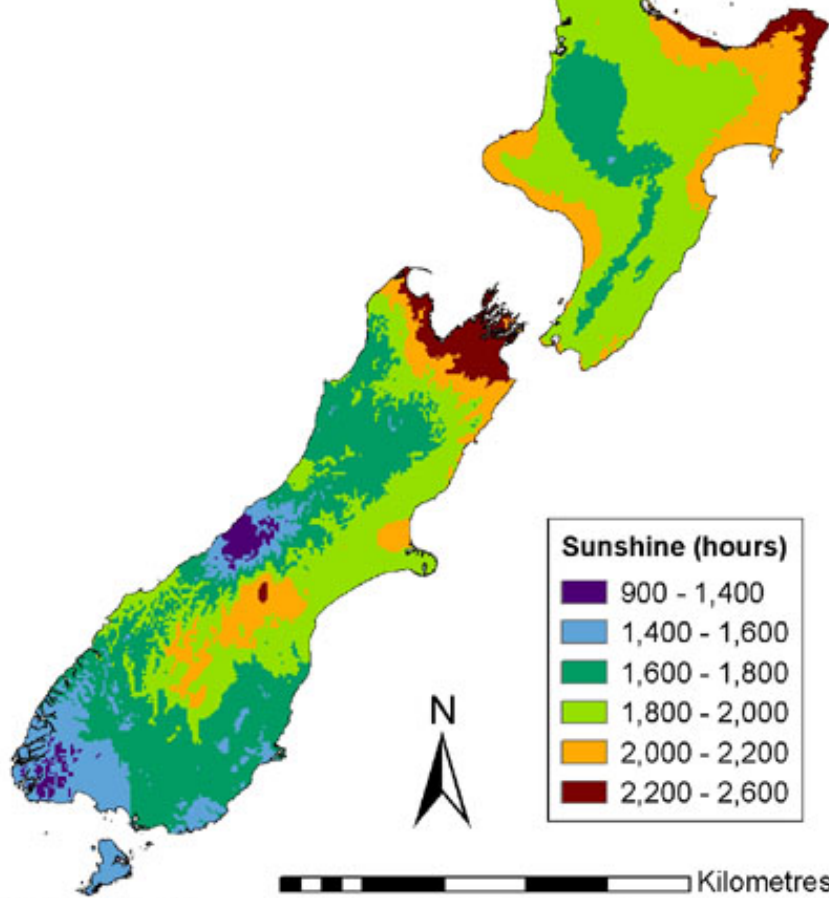 Sunshine (hours)
900 - 1,400
1,400 - 1,600
1,600 - 1,800
1,800 - 2,000
2,000 - 2,200
2,200 - 2,600
N
Kilometres